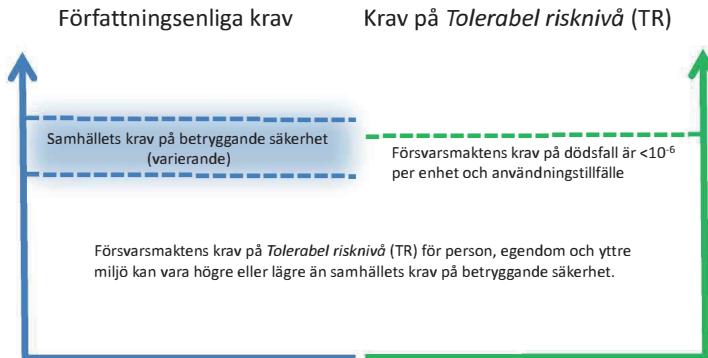 Författningsenliga krav
Krav på Tolerabel risknivå (TR)
Samhällets krav på betryggande säkerhet
(varierande)
Försvarsmaktens krav på dödsfall är <10⁻⁶
per enhet och användningstillfälle
Försvarsmaktens krav på Tolerabel risknivå (TR) för person, egendom och yttre
miljö kan vara högre eller lägre än samhällets krav på betryggande säkerhet.